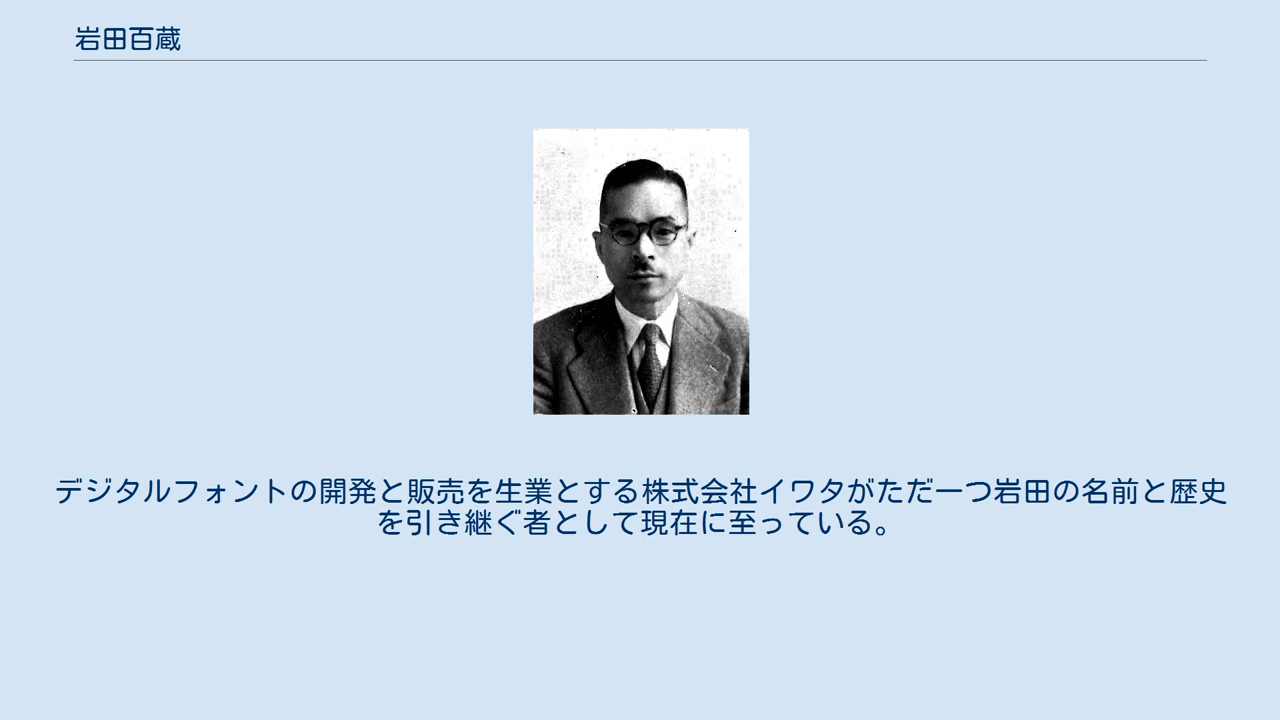 岩田百蔵
デジタルフォントの開発と販売を生業とする株式会社イワタがただ一つ岩田の名前と歴史
を引き継ぐ者として現在に至っている。